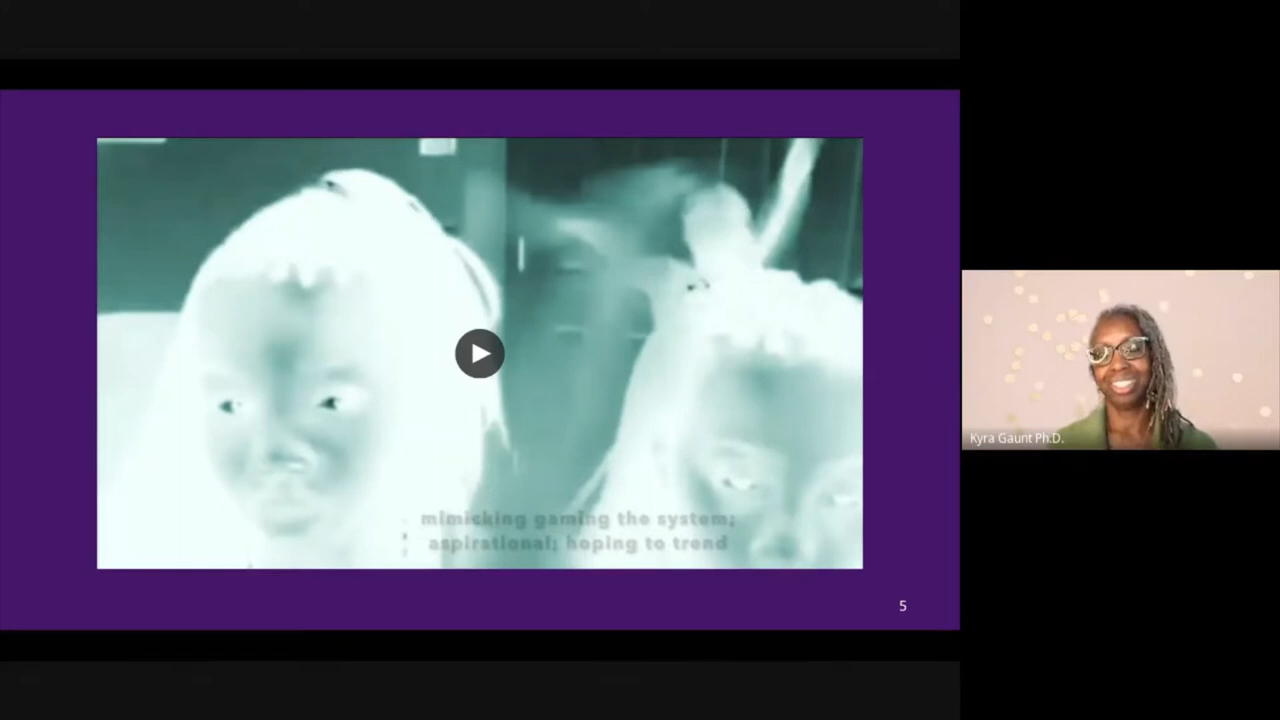 mimicking gaming the system;
aspirational; hoping to trend
5
Kyra Gaunt Ph.D.